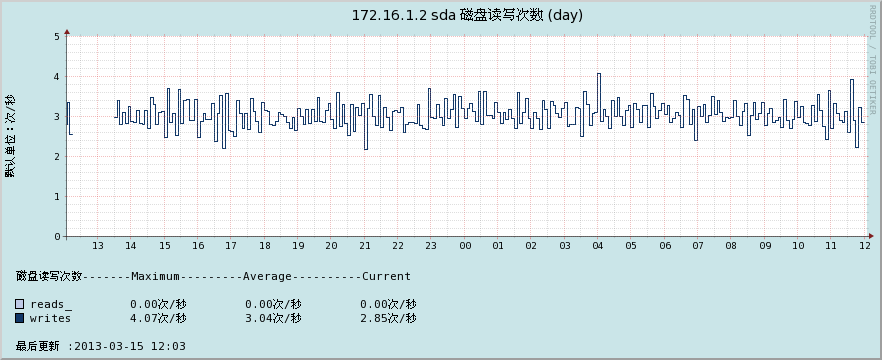 172.16.1.2 sda 磁盘读写次数 (day)
RRDTOOL / TOBI OETIKER
默认单位：次/秒
5
4
3
2
1
0
13 14 15 16 17 18 19 20 21 22 23 00 01 02 03 04 05 06 07 08 09 10 11 12
磁盘读写次数-------Maximum---------Average----------Current
reads_ 0.00次/秒 0.00次/秒 0.00次/秒
writes 4.07次/秒 3.04次/秒 2.85次/秒
最后更新 :2013-03-15 12:03